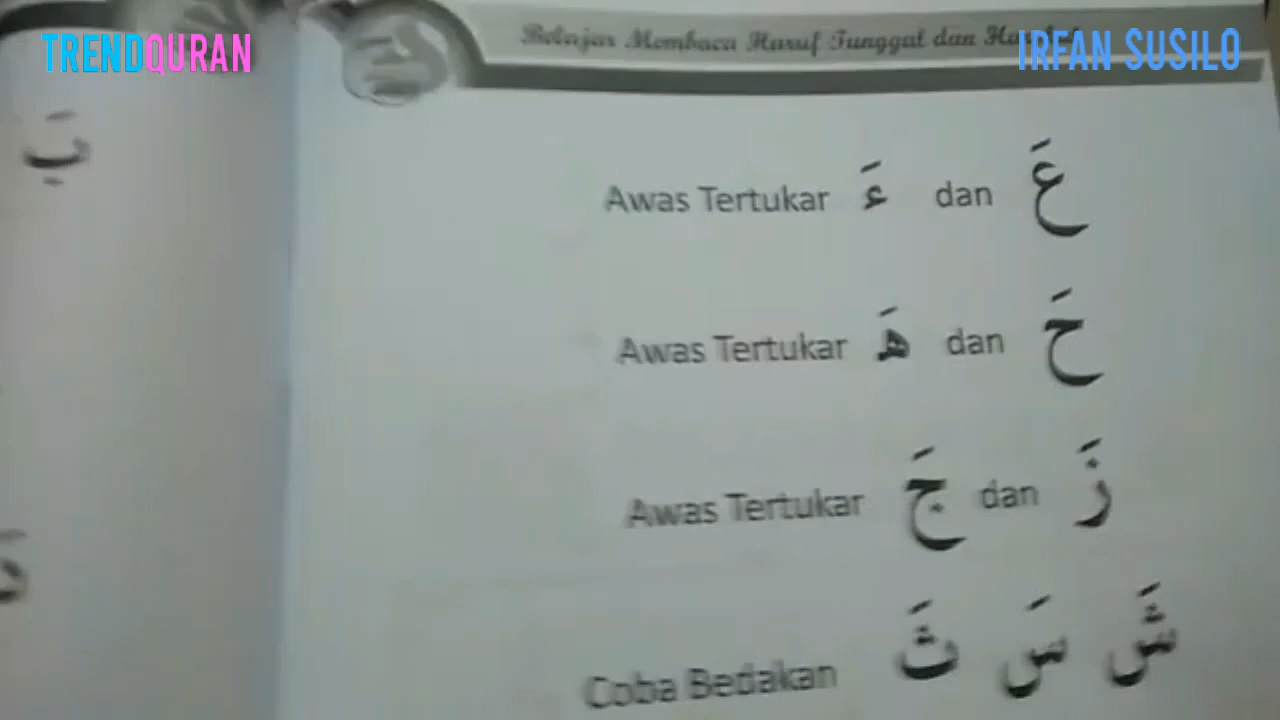 TRENDQURAN
IRFAN SUSILO
Belajar Membaca Huruf Tunggal dan
بَ
Awas Tertukar ءَ dan عَ
Awas Tertukar هَ dan حَ
Awas Tertukar جَ dan زَ
Coba Bedakan ثَ سَ شَ